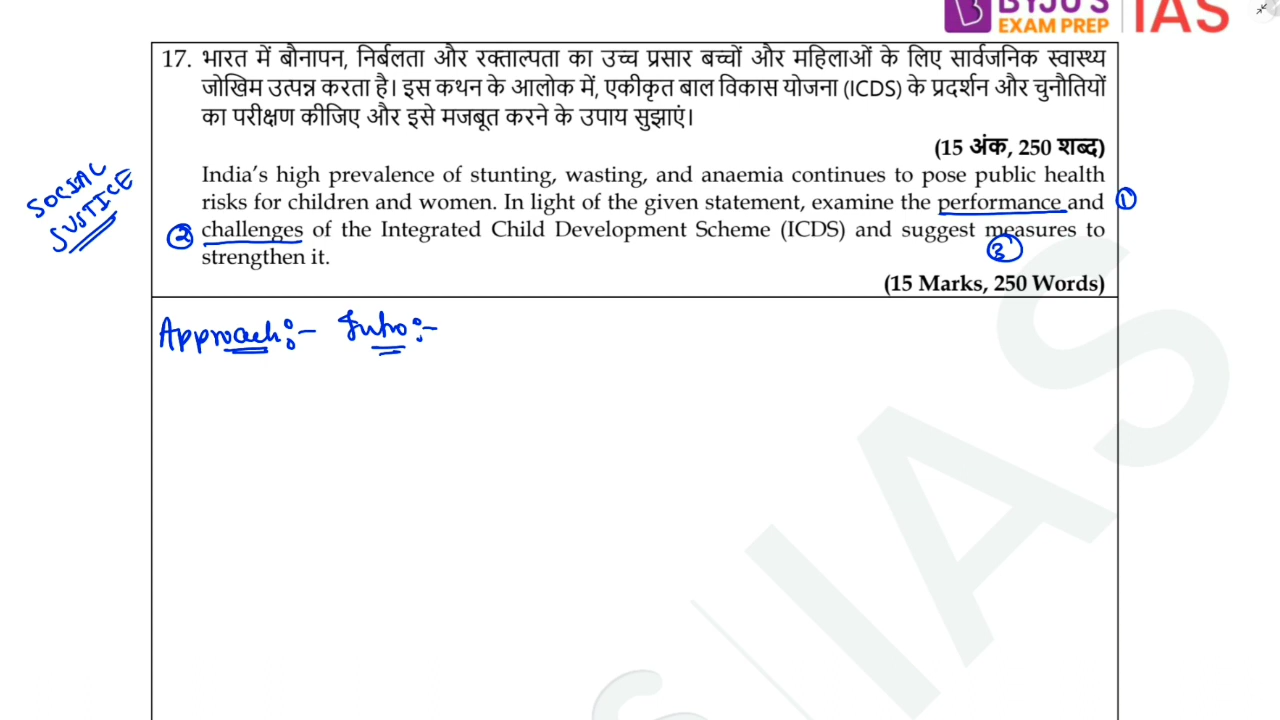 BYJU'S IAS
EXAM PREP
17. भारत में बौनापन, निर्बलता और रक्ताल्पता का उच्च प्रसार बच्चों और महिलाओं के लिए सार्वजनिक स्वास्थ्य
जोखिम उत्पन्न करता है। इस कथन के आलोक में, एकीकृत बाल विकास योजना (ICDS) के प्रदर्शन और चुनौतियों
का परीक्षण कीजिए और इसे मजबूत करने के उपाय सुझाएं।
(15 अंक, 250 शब्द)
SOCIAL
JUSTICE
India's high prevalence of stunting, wasting, and anaemia continues to pose public health
risks for children and women. In light of the given statement, examine the performance and ①
② challenges of the Integrated Child Development Scheme (ICDS) and suggest measures to
③
strengthen it.
(15 Marks, 250 Words)
Approach:- Intro:-
IAS